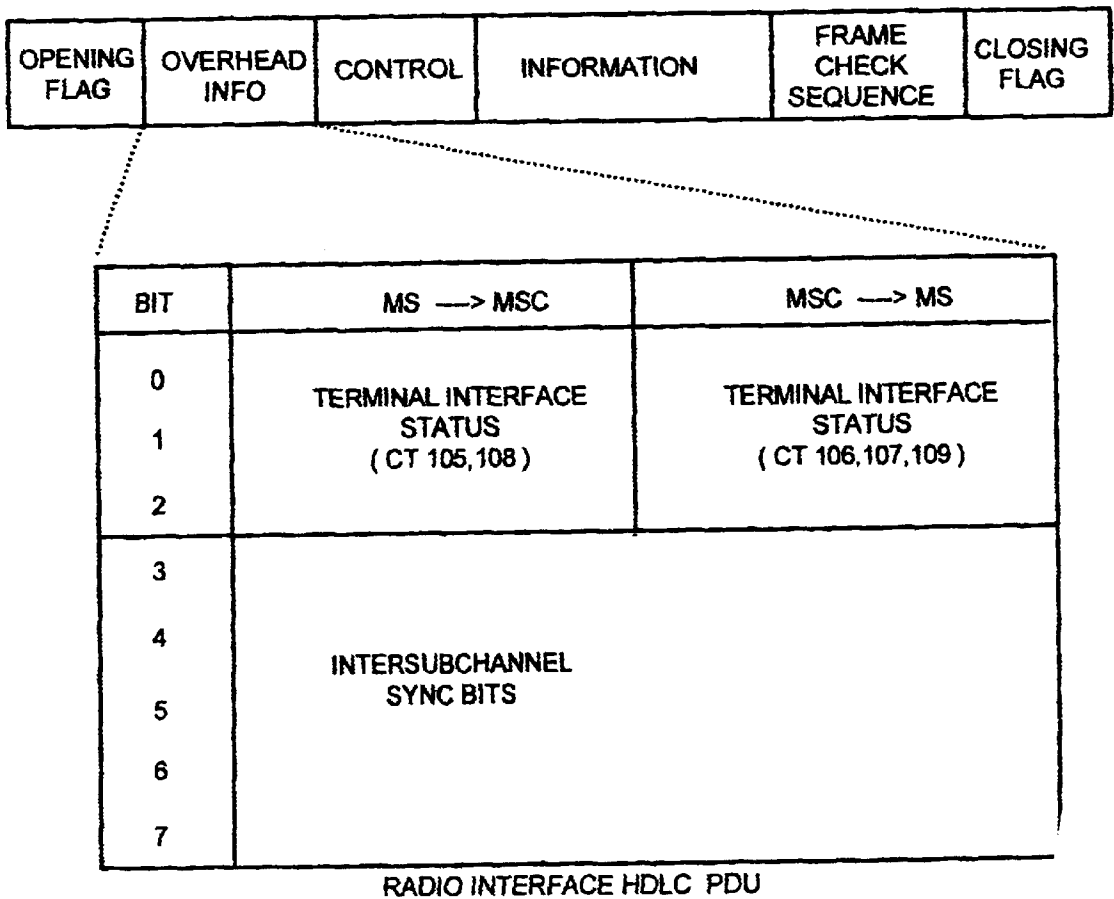 OPENING FLAG
OVERHEAD INFO
CONTROL
INFORMATION
FRAME CHECK SEQUENCE
CLOSING FLAG
BIT
MS —> MSC
MSC —> MS
0
1
2
TERMINAL INTERFACE
STATUS
( CT 105,108 )
TERMINAL INTERFACE
STATUS
( CT 106,107,109 )
3
4
5
6
7
INTERSUBCHANNEL
SYNC BITS
RADIO INTERFACE HDLC PDU